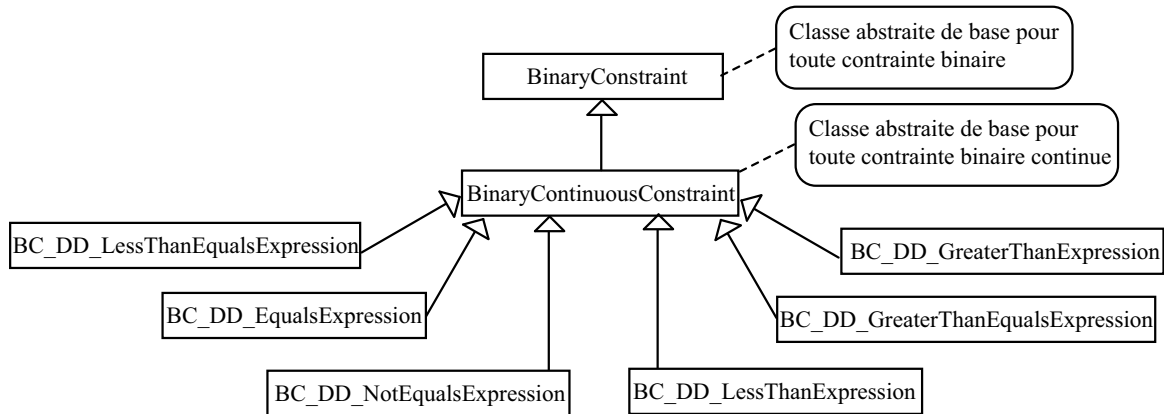 Classe abstraite de base pour
toute contrainte binaire
BinaryConstraint
Classe abstraite de base pour
toute contrainte binaire continue
BinaryContinuousConstraint
BC_DD_LessThanEqualsExpression
BC_DD_GreaterThanExpression
BC_DD_EqualsExpression
BC_DD_GreaterThanEqualsExpression
BC_DD_NotEqualsExpression
BC_DD_LessThanExpression